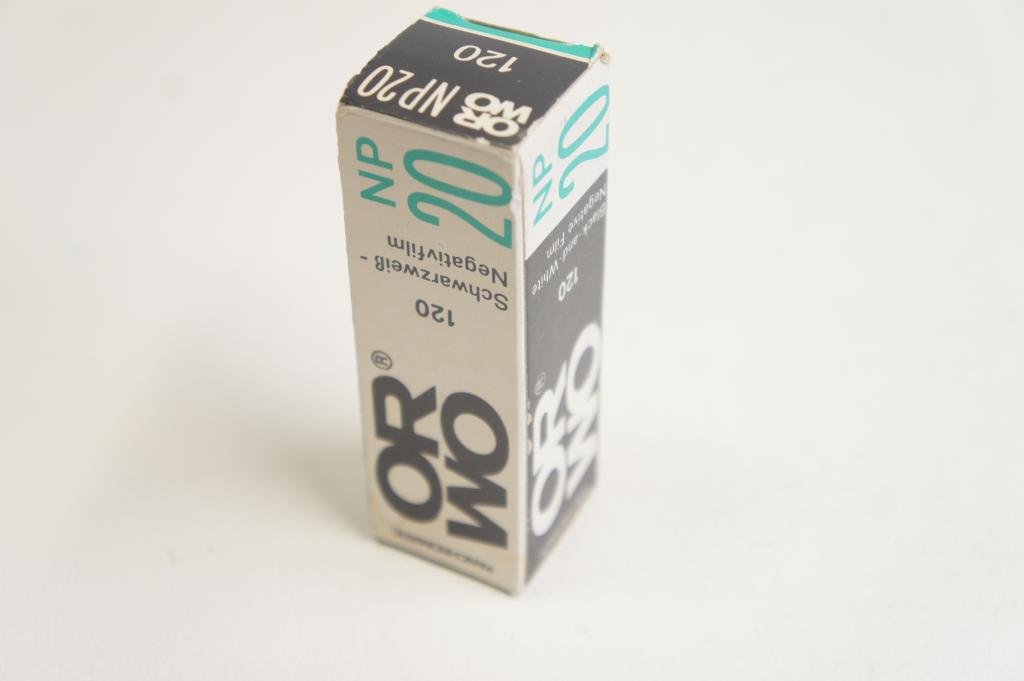 120
ORWO NP20
NP
20
Schwarzweiß -
Negativfilm
120
OR®
WO
PANCHROMATIC
NP
20
Black-and-White
Negative Film
120
OR®
WO